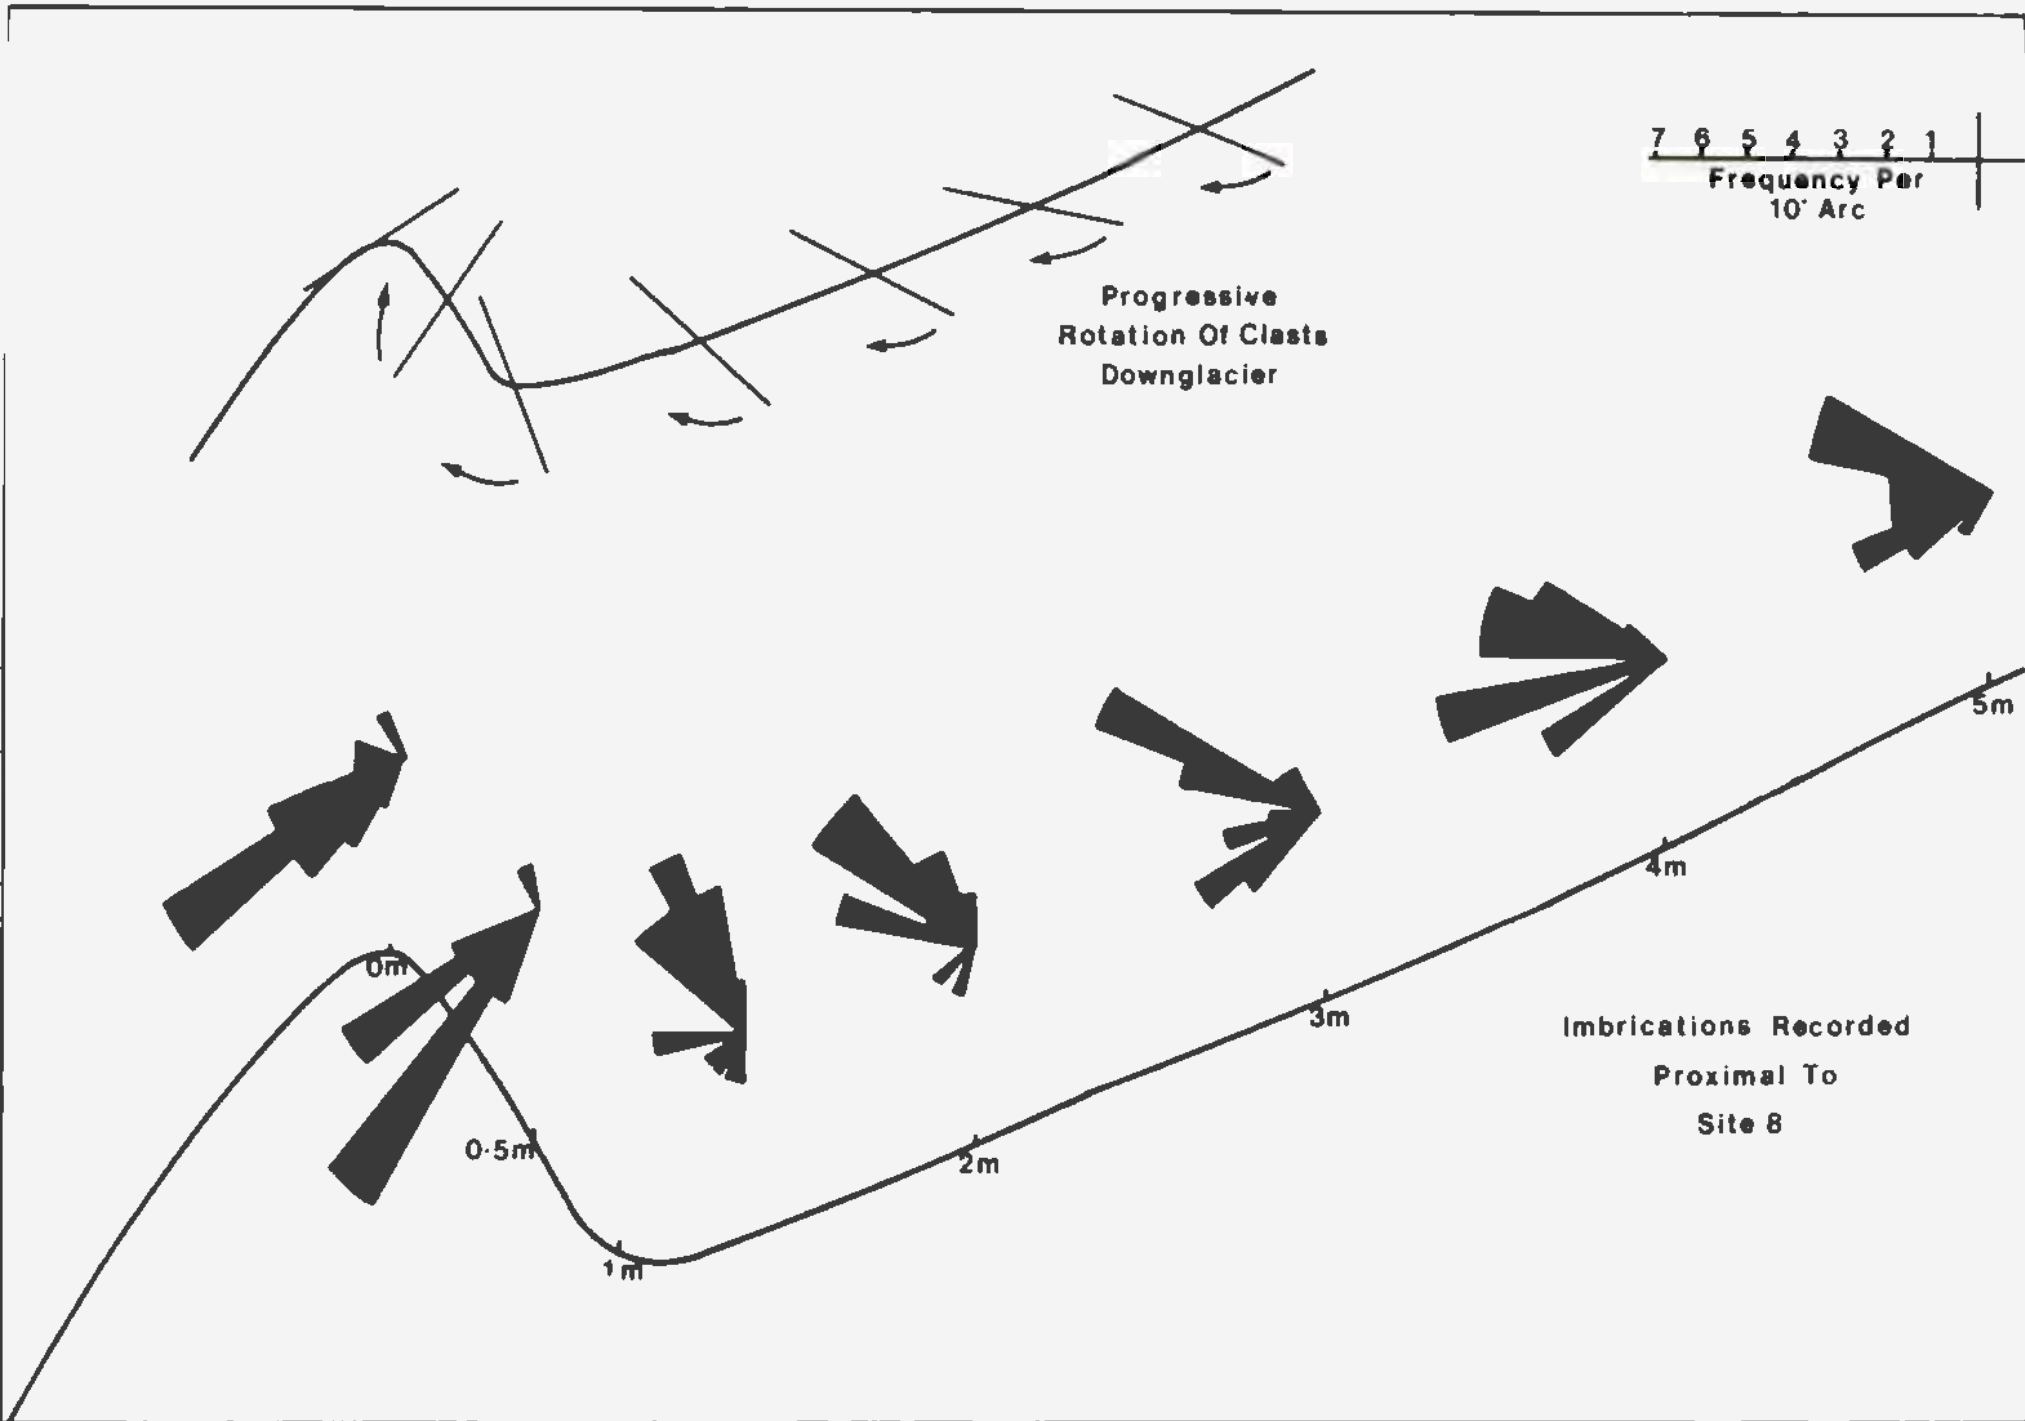 7 6 5 4 3 2 1
Frequency Per
10° Arc
Progressive
Rotation Of Clasts
Downglacier
5m
4m
0m
3m
Imbrications Recorded
Proximal To
Site 8
0·5m
2m
1m